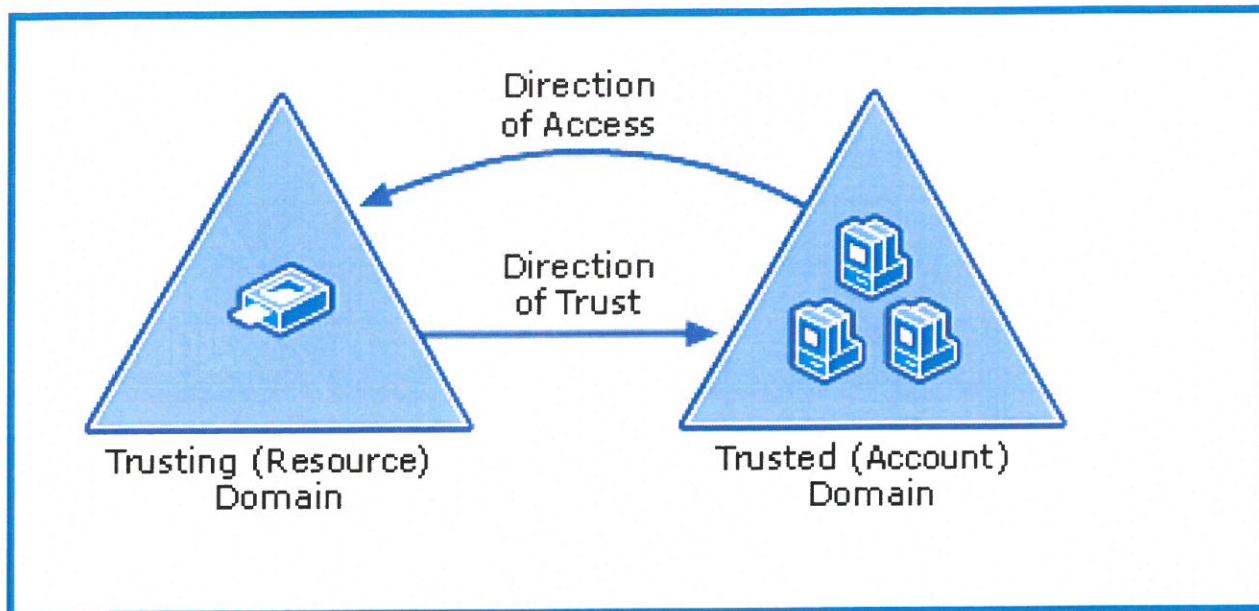 Direction
of Access
Direction
of Trust
Trusting (Resource)
Domain
Trusted (Account)
Domain